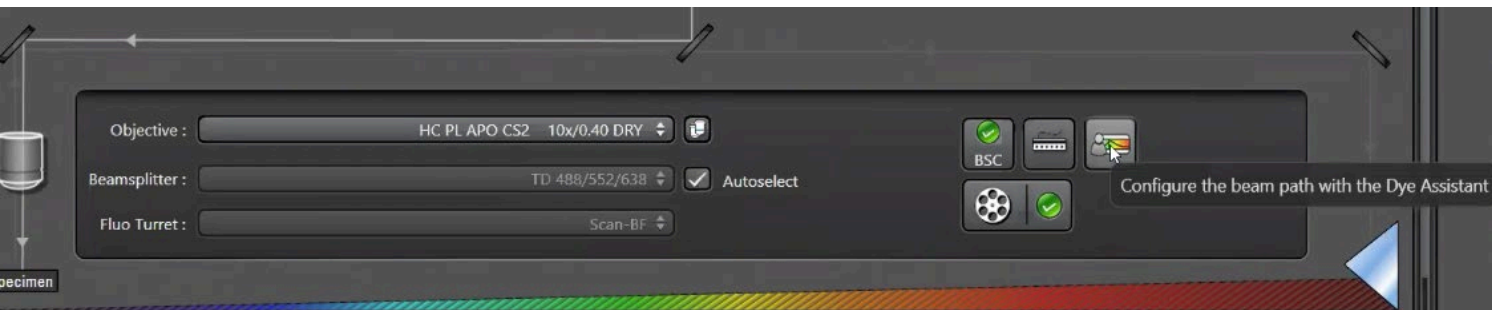 Objective :
HC PL APO CS2 10x/0.40 DRY
BSC
Beamsplitter :
TD 488/552/638
Autoselect
Configure the beam path with the Dye Assistant
Fluo Turret :
Scan-BF
pecimen